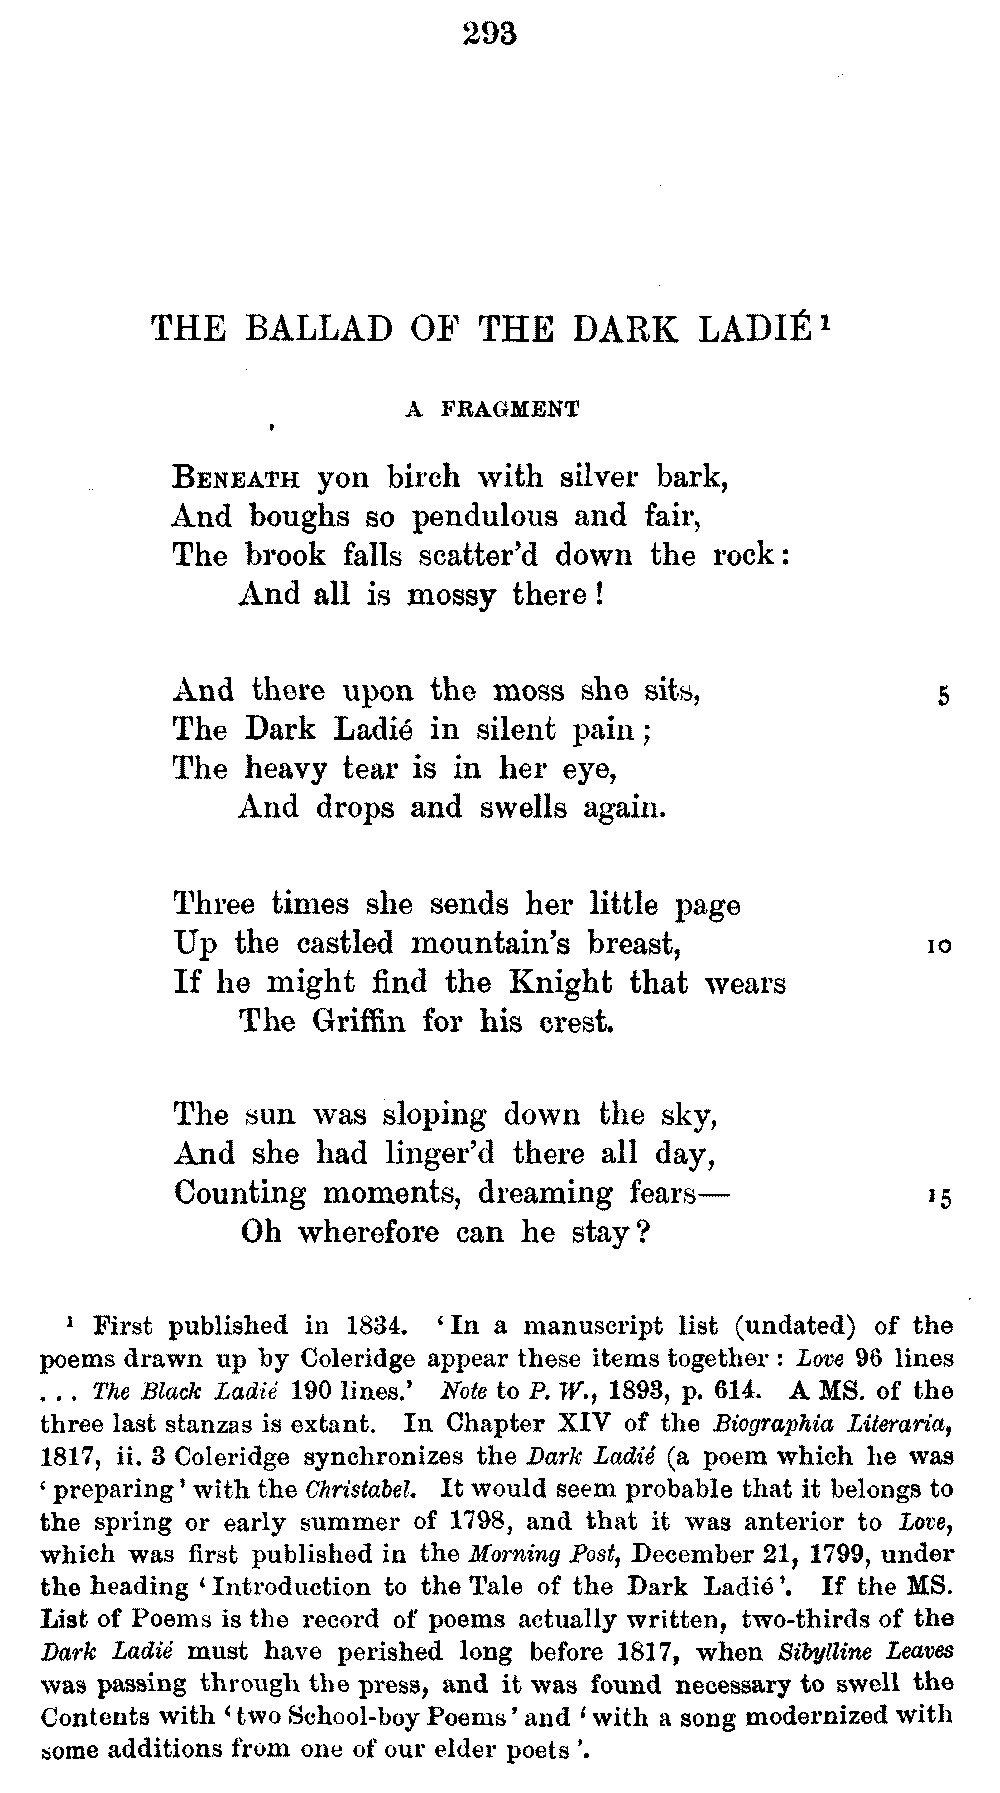 293
THE BALLAD OF THE DARK LADIÉ ¹
A FRAGMENT
BENEATH yon birch with silver bark,
And boughs so pendulous and fair,
The brook falls scatter'd down the rock :
And all is mossy there !
And there upon the moss she sits, 5
The Dark Ladié in silent pain ;
The heavy tear is in her eye,
And drops and swells again.
Three times she sends her little page
Up the castled mountain's breast, 10
If he might find the Knight that wears
The Griffin for his crest.
The sun was sloping down the sky,
And she had linger'd there all day,
Counting moments, dreaming fears— 15
Oh wherefore can he stay ?
¹ First published in 1834. ‘In a manuscript list (undated) of the
poems drawn up by Coleridge appear these items together : Love 96 lines
. . . The Black Ladié 190 lines.’ Note to P. W., 1893, p. 614. A MS. of the
three last stanzas is extant. In Chapter XIV of the Biographia Literaria,
1817, ii. 3 Coleridge synchronizes the Dark Ladié (a poem which he was
‘preparing’ with the Christabel. It would seem probable that it belongs to
the spring or early summer of 1798, and that it was anterior to Love,
which was first published in the Morning Post, December 21, 1799, under
the heading ‘Introduction to the Tale of the Dark Ladié’. If the MS.
List of Poems is the record of poems actually written, two-thirds of the
Dark Ladié must have perished long before 1817, when Sibylline Leaves
was passing through the press, and it was found necessary to swell the
Contents with ‘two School-boy Poems’ and ‘with a song modernized with
some additions from one of our elder poets’.